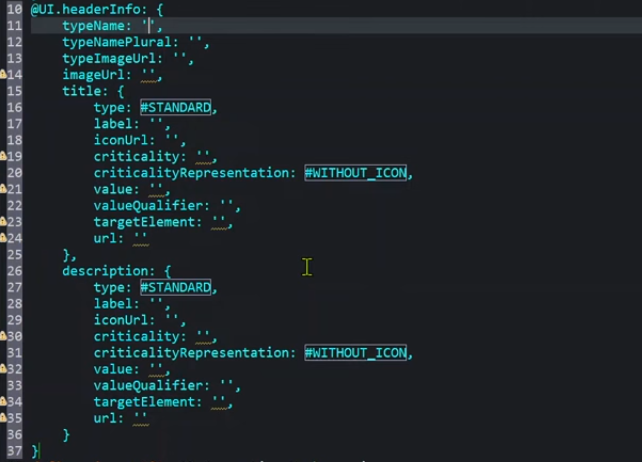 10 @UI.headerInfo: {
11     typeName: '',
12     typeNamePlural: '',
13     typeImageUrl: '',
14     imageUrl: '',
15     title: {
16         type: #STANDARD,
17         label: '',
18         iconUrl: '',
19         criticality: '',
20         criticalityRepresentation: #WITHOUT_ICON,
21         value: '',
22         valueQualifier: '',
23         targetElement: '',
24         url: ''
25     },
26     description: {
27         type: #STANDARD,
28         label: '',
29         iconUrl: '',
30         criticality: '',
31         criticalityRepresentation: #WITHOUT_ICON,
32         value: '',
33         valueQualifier: '',
34         targetElement: '',
35         url: ''
36     }
37 }